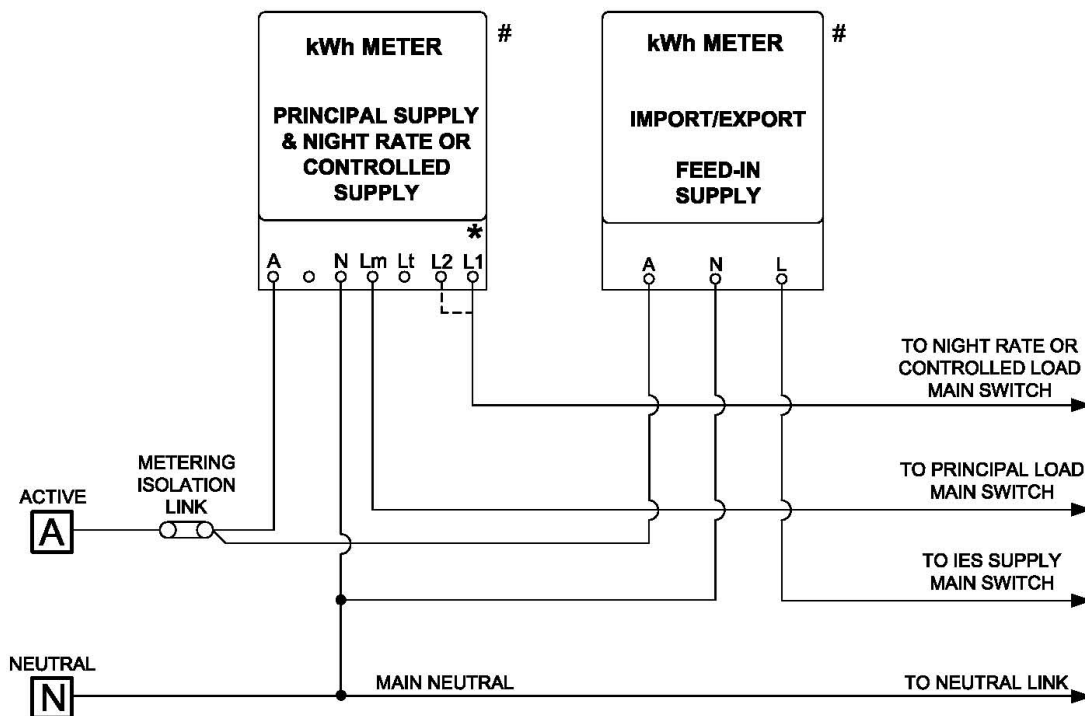 kWh METER
#
PRINCIPAL SUPPLY
& NIGHT RATE OR
CONTROLLED
SUPPLY
*
A N Lm Lt L2 L1
kWh METER
#
IMPORT/EXPORT
FEED-IN
SUPPLY
A N L
TO NIGHT RATE OR
CONTROLLED LOAD
MAIN SWITCH
METERING
ISOLATION
LINK
ACTIVE
A
TO PRINCIPAL LOAD
MAIN SWITCH
TO IES SUPPLY
MAIN SWITCH
NEUTRAL
N
MAIN NEUTRAL
TO NEUTRAL LINK